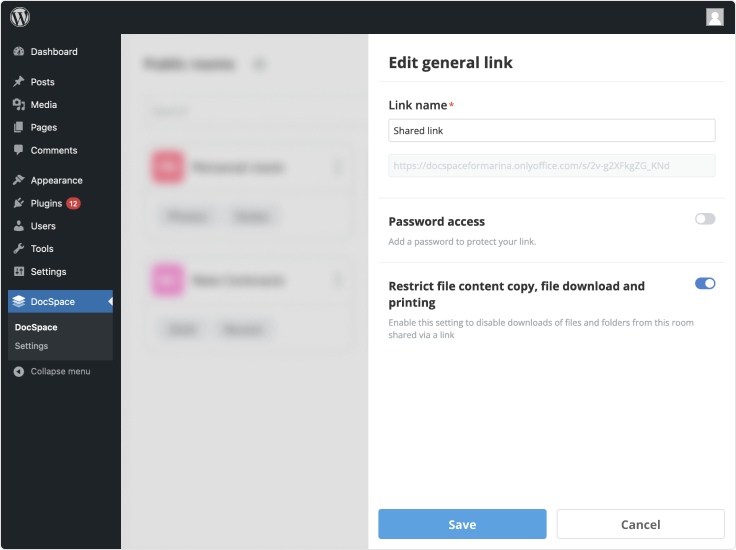 Dashboard
Posts
Media
Pages
Comments
Appearance
Plugins 12
Users
Tools
Settings
DocSpace
DocSpace
Settings
Collapse menu
Public rooms
Edit general link
Link name*
Shared link
https://docspaceformarina.onlyoffice.com/s/2v-g2XFkgZG_KNd
Password access
Add a password to protect your link.
Restrict file content copy, file download and
printing
Enable this setting to disable downloads of files and folders from this room
shared via a link
Save
Cancel